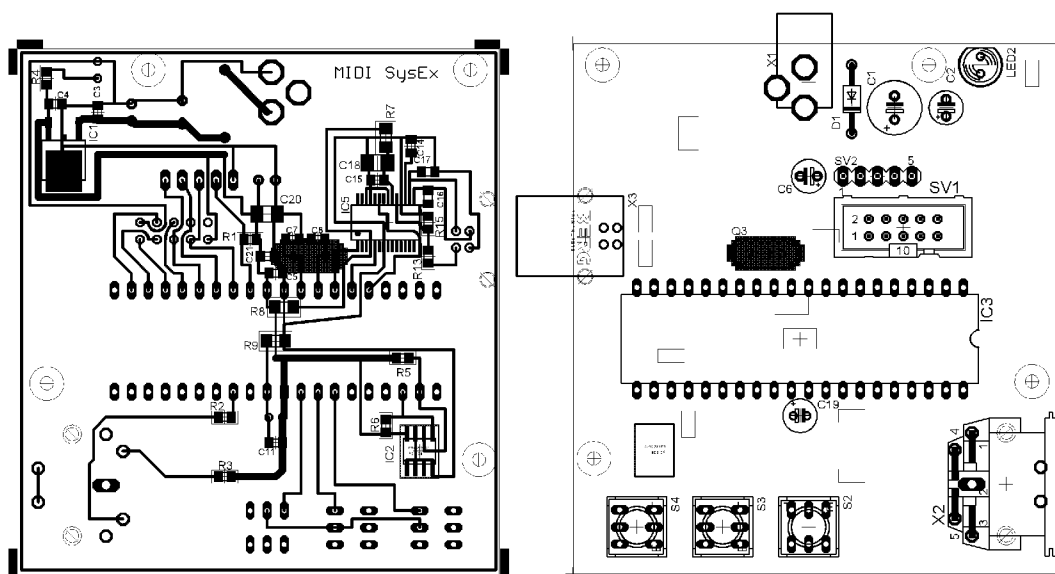 MIDI SysEx
R4
C4
C3
IC1
R7
C14
C18
C17
C15
C16
IC5
R15
C20
R1
C7
C8
C21
R13
C5
R8
R9
R5
R2
R6
C11
IC2
R3
X1
LED2
C1
C2
D1
SV2
5
C6
1
SV1
X3
2
1
10
Q3
IC3
C19
4
1
X2
2
3
5
S4
S3
S2